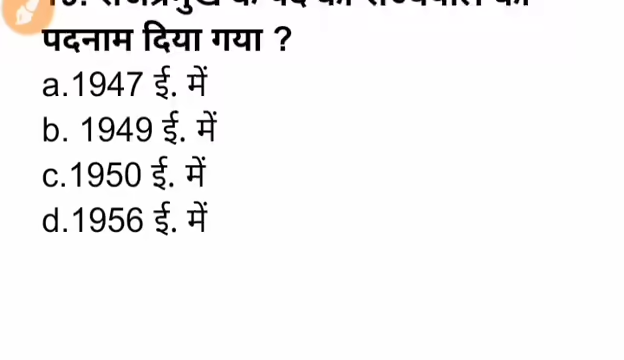 पदनाम दिया गया ?
a.1947 ई. में
b. 1949 ई. में
c.1950 ई. में
d.1956 ई. में